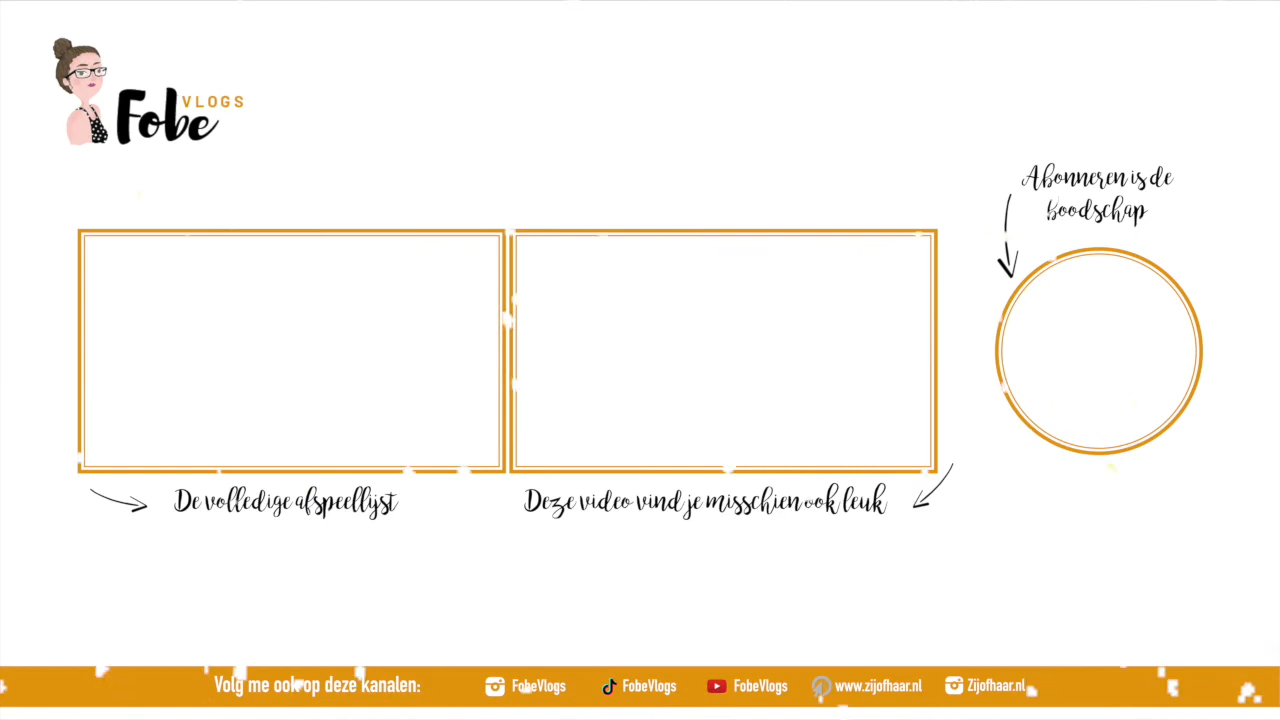 VLOGS
Fobe
Abonneren is de
Boodschap
De volledige afspeellijst
Deze video vind je misschien ook leuk
Volg me ook op deze kanalen: FobeVlogs FobeVlogs FobeVlogs www.zijofhaar.nl Zijofhaar.nl